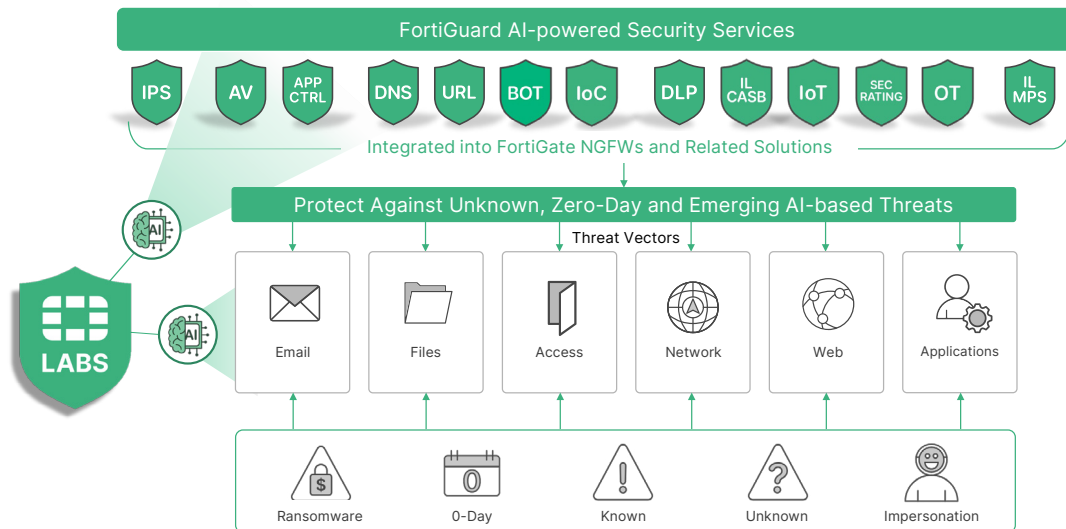 FortiGuard AI-powered Security Services
IPS
AV
APP
CTRL
DNS
URL
BOT
IoC
DLP
IL
CASB
IoT
SEC
RATING
OT
IL
MPS
Integrated into FortiGate NGFWs and Related Solutions
Protect Against Unknown, Zero-Day and Emerging AI-based Threats
Threat Vectors
AI
AI
LABS
Email
Files
Access
Network
Web
Applications
$
0
!
?
Ransomware
0-Day
Known
Unknown
Impersonation